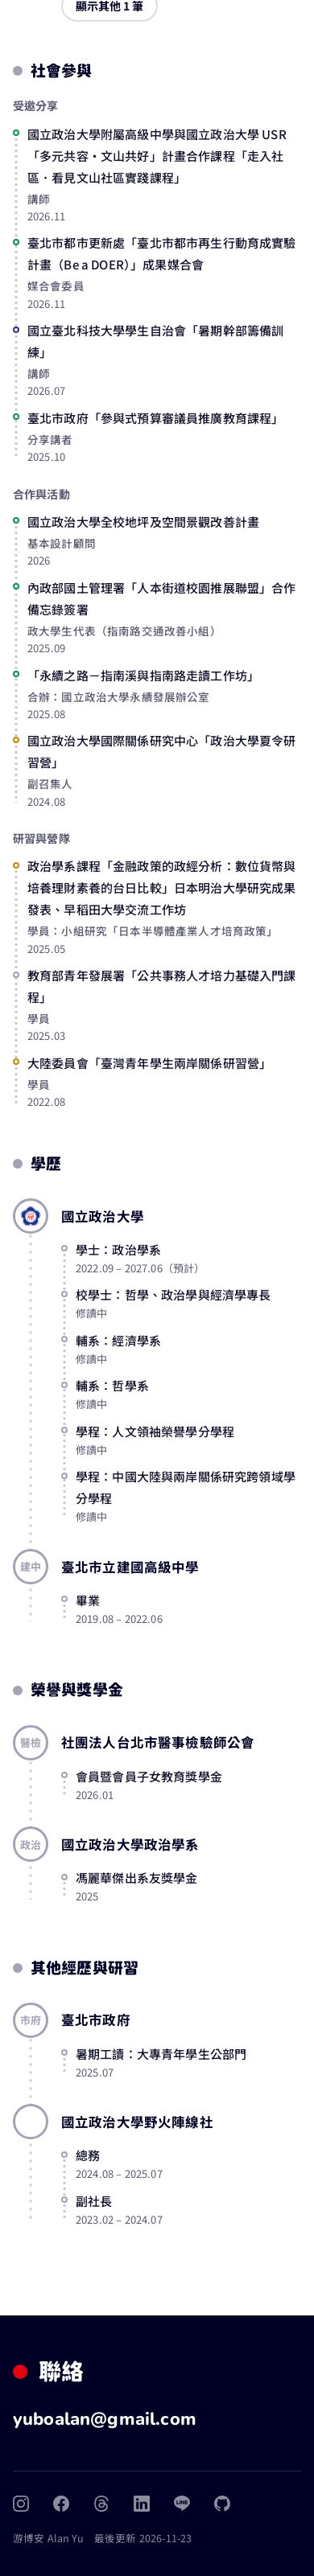 顯示其他 1 筆
社會參與
受邀分享
國立政治大學附屬高級中學與國立政治大學 USR
「多元共容・文山共好」計畫合作課程「走入社
區・看見文山社區實踐課程」
講師
2026.11
臺北市都市更新處「臺北市都市再生行動育成實驗
計畫（Be a DOER）」成果媒合會
媒合會委員
2026.11
國立臺北科技大學學生自治會「暑期幹部籌備訓
練」
講師
2026.07
臺北市政府「參與式預算審議員推廣教育課程」
分享講者
2025.10
合作與活動
國立政治大學全校地坪及空間景觀改善計畫
基本設計顧問
2026
內政部國土管理署「人本街道校園推展聯盟」合作
備忘錄簽署
政大學生代表（指南路交通改善小組）
2025.09
「永續之路－指南溪與指南路走讀工作坊」
合辦：國立政治大學永續發展辦公室
2025.08
國立政治大學國際關係研究中心「政治大學夏令研
習營」
副召集人
2024.08
研習與營隊
政治學系課程「金融政策的政經分析：數位貨幣與
培養理財素養的台日比較」日本明治大學研究成果
發表、早稻田大學交流工作坊
學員：小組研究「日本半導體產業人才培育政策」
2025.05
教育部青年發展署「公共事務人才培力基礎入門課
程」
學員
2025.03
大陸委員會「臺灣青年學生兩岸關係研習營」
學員
2022.08
學歷
國立政治大學
學士：政治學系
2022.09 – 2027.06（預計）
校學士：哲學、政治學與經濟學專長
修讀中
輔系：經濟學系
修讀中
輔系：哲學系
修讀中
學程：人文領袖榮譽學分學程
修讀中
學程：中國大陸與兩岸關係研究跨領域學
分學程
修讀中
建中
臺北市立建國高級中學
畢業
2019.08 – 2022.06
榮譽與獎學金
醫檢
社團法人台北市醫事檢驗師公會
會員暨會員子女教育獎學金
2026.01
政治
國立政治大學政治學系
馮麗華傑出系友獎學金
2025
其他經歷與研習
市府
臺北市政府
暑期工讀：大專青年學生公部門
2025.07
國立政治大學野火陣線社
總務
2024.08 – 2025.07
副社長
2023.02 – 2024.07
聯絡
yuboalan@gmail.com
LINE
游博安 Alan Yu 最後更新 2026-11-23